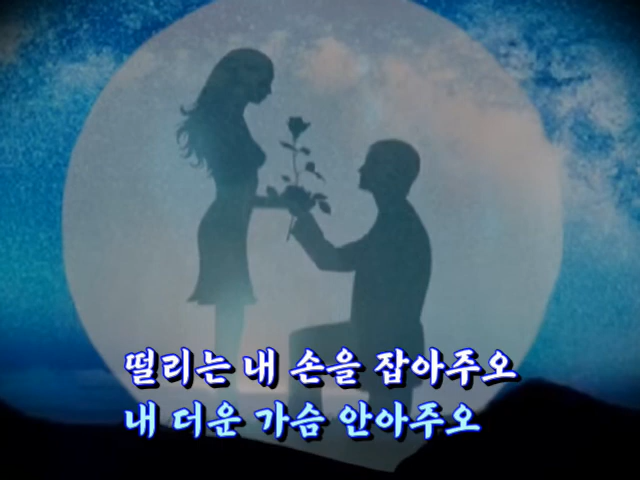 떨리는 내 손을 잡아주오
내 더운 가슴 안아주오